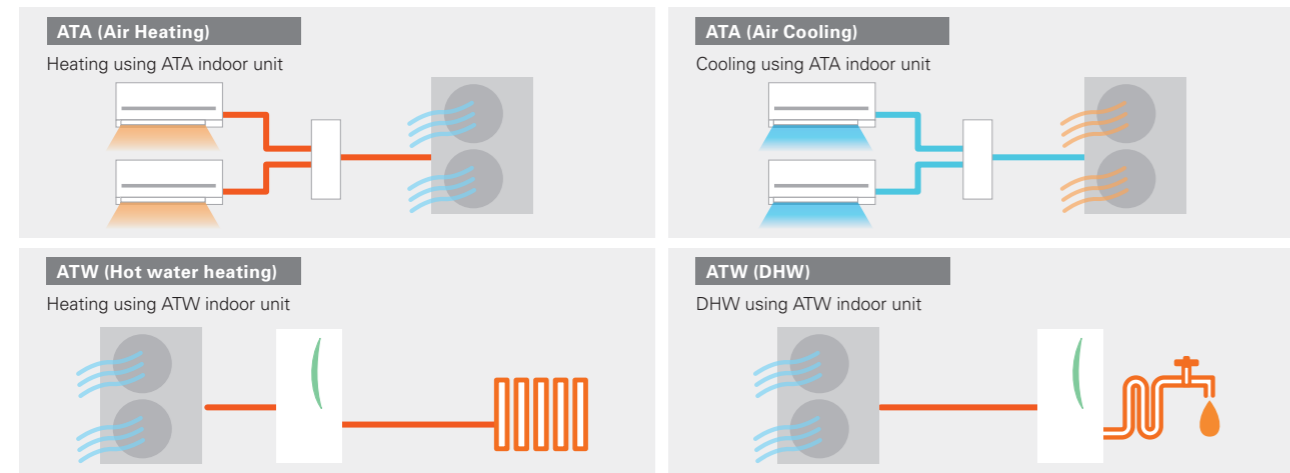 ATA (Air Heating)
Heating using ATA indoor unit
ATA (Air Cooling)
Cooling using ATA indoor unit
ATW (Hot water heating)
Heating using ATW indoor unit
ATW (DHW)
DHW using ATW indoor unit